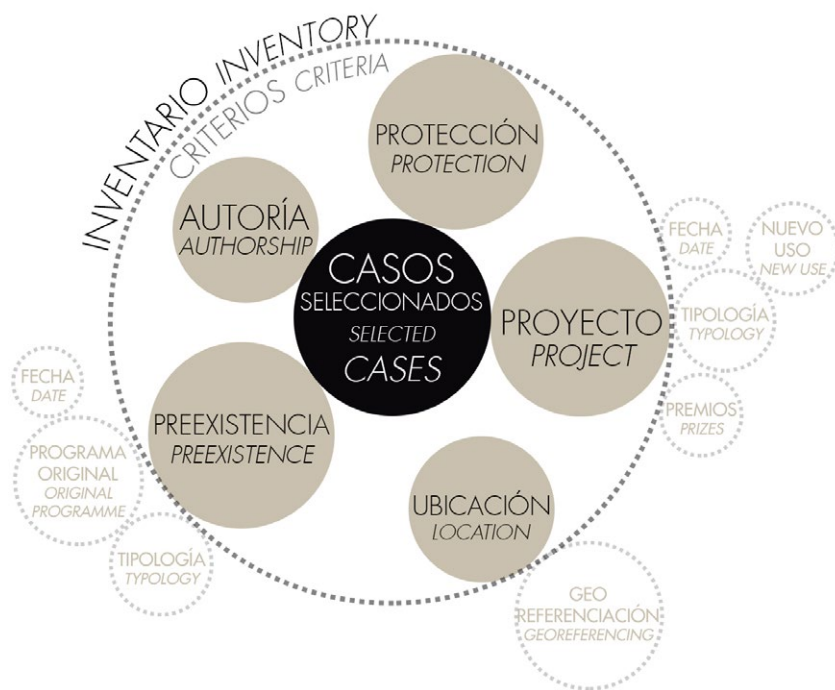 INVENTARIO INVENTORY
CRITERIOS CRITERIA
PROTECCIÓN
PROTECTION
AUTORÍA
AUTHORSHIP
CASOS
SELECCIONADOS
SELECTED
CASES
PROYECTO
PROJECT
FECHA
DATE
NUEVO
USO
NEW USE
TIPOLOGÍA
TYPOLOGY
PREMIOS
PRIZES
PREEXISTENCIA
PREEXISTENCE
FECHA
DATE
PROGRAMA
ORIGINAL
ORIGINAL
PROGRAMME
TIPOLOGÍA
TYPOLOGY
UBICACIÓN
LOCATION
GEO
REFERENCIACIÓN
GEOREFERENCING